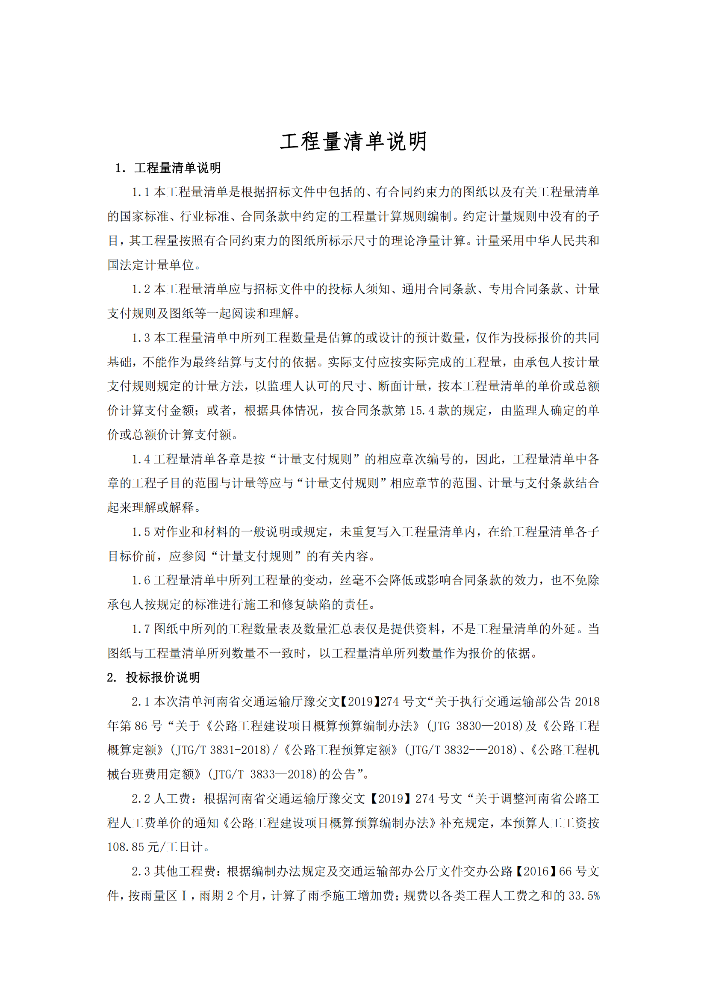 工程量清单说明
1. 工程量清单说明
1.1 本工程量清单是根据招标文件中包括的、有合同约束力的图纸以及有关工程量清单
的国家标准、行业标准、合同条款中约定的工程量计算规则编制。约定计量规则中没有的子
目，其工程量按照有合同约束力的图纸所标示尺寸的理论净量计算。计量采用中华人民共和
国法定计量单位。
1.2 本工程量清单应与招标文件中的投标人须知、通用合同条款、专用合同条款、计量
支付规则及图纸等一起阅读和理解。
1.3 本工程量清单中所列工程数量是估算的或设计的预计数量，仅作为投标报价的共同
基础，不能作为最终结算与支付的依据。实际支付应按实际完成的工程量，由承包人按计量
支付规则规定的计量方法，以监理人认可的尺寸、断面计量，按本工程量清单的单价或总额
价计算支付金额；或者，根据具体情况，按合同条款第 15.4 款的规定，由监理人确定的单
价或总额价计算支付额。
1.4 工程量清单各章是按“计量支付规则”的相应章次编号的，因此，工程量清单中各
章的工程子目的范围与计量等应与“计量支付规则”相应章节的范围、计量与支付条款结合
起来理解或解释。
1.5 对作业和材料的一般说明或规定，未重复写入工程量清单内，在给工程量清单各子
目标价前，应参阅“计量支付规则”的有关内容。
1.6 工程量清单中所列工程量的变动，丝毫不会降低或影响合同条款的效力，也不免除
承包人按规定的标准进行施工和修复缺陷的责任。
1.7 图纸中所列的工程数量表及数量汇总表仅是提供资料，不是工程量清单的外延。当
图纸与工程量清单所列数量不一致时，以工程量清单所列数量作为报价的依据。
2. 投标报价说明
2.1 本次清单河南省交通运输厅豫交文【2019】274 号文“关于执行交通运输部公告 2018
年第 86 号“关于《公路工程建设项目概算预算编制办法》(JTG 3830—2018)及《公路工程
概算定额》(JTG/T 3831-2018)/《公路工程预算定额》(JTG/T 3832-—2018)、《公路工程机
械台班费用定额》(JTG/T 3833—2018)的公告”。
2.2 人工费：根据河南省交通运输厅豫交文【2019】274 号文“关于调整河南省公路工
程人工费单价的通知《公路工程建设项目概算预算编制办法》补充规定，本预算人工工资按
108.85 元/工日计。
2.3 其他工程费：根据编制办法规定及交通运输部办公厅文件交办公路【2016】66 号文
件，按雨量区Ⅰ，雨期 2 个月，计算了雨季施工增加费；规费以各类工程人工费之和的 33.5%